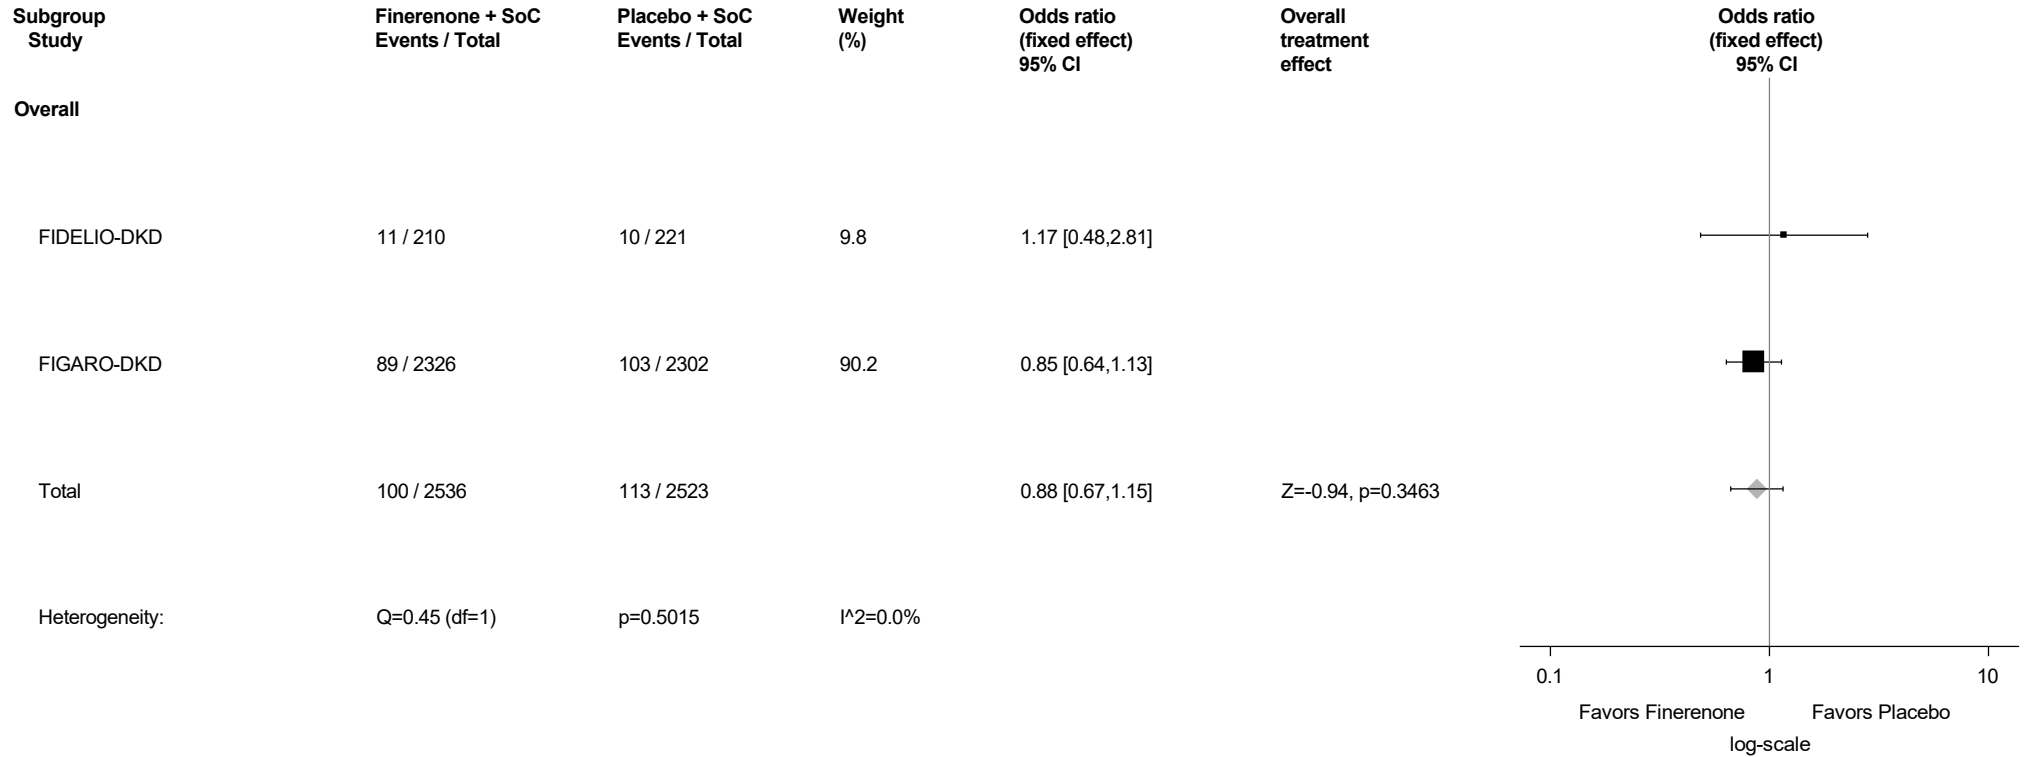 Subgroup Finerenone + SoC Placebo + SoC Weight Odds ratio Overall Odds ratio
Study Events / Total Events / Total (%) (fixed effect) treatment (fixed effect)
95% CI effect 95% CI
Overall
FIDELIO-DKD 11 / 210 10 / 221 9.8 1.17 [0.48,2.81]
FIGARO-DKD 89 / 2326 103 / 2302 90.2 0.85 [0.64,1.13]
Total 100 / 2536 113 / 2523 0.88 [0.67,1.15] Z=-0.94, p=0.3463
Heterogeneity: Q=0.45 (df=1) p=0.5015 I^2=0.0%
0.1 1 10
Favors Finerenone Favors Placebo
log-scale